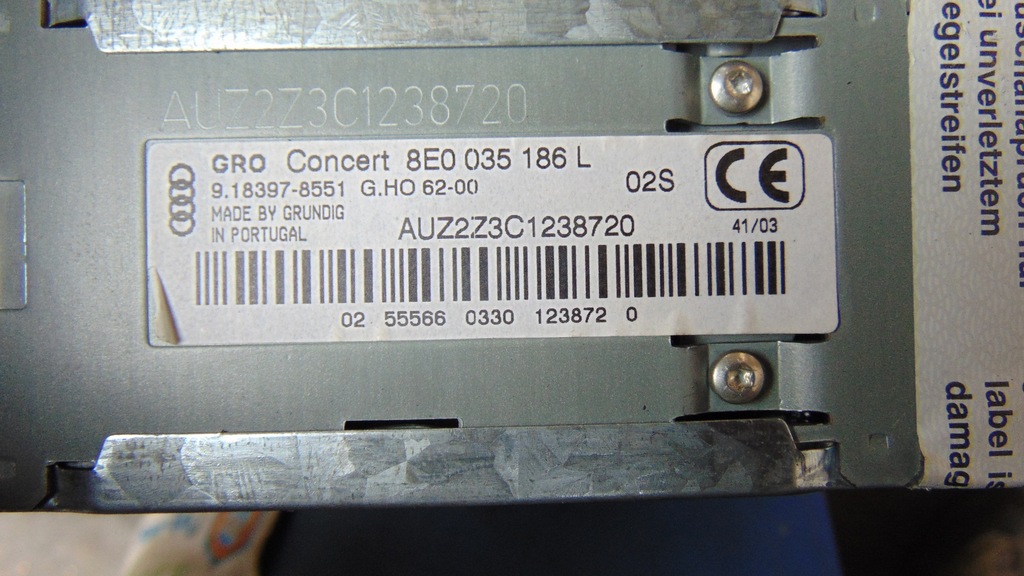 AUZ2Z3C1238720
GRO Concert 8E0 035 186 L
9.18397-8551 G.HO 62-00
02S
CE
MADE BY GRUNDIG
IN PORTUGAL
AUZ2Z3C1238720
41/03
02 55566 0330 123872 0
ei unverletztem
egelstreifen
label is
damag